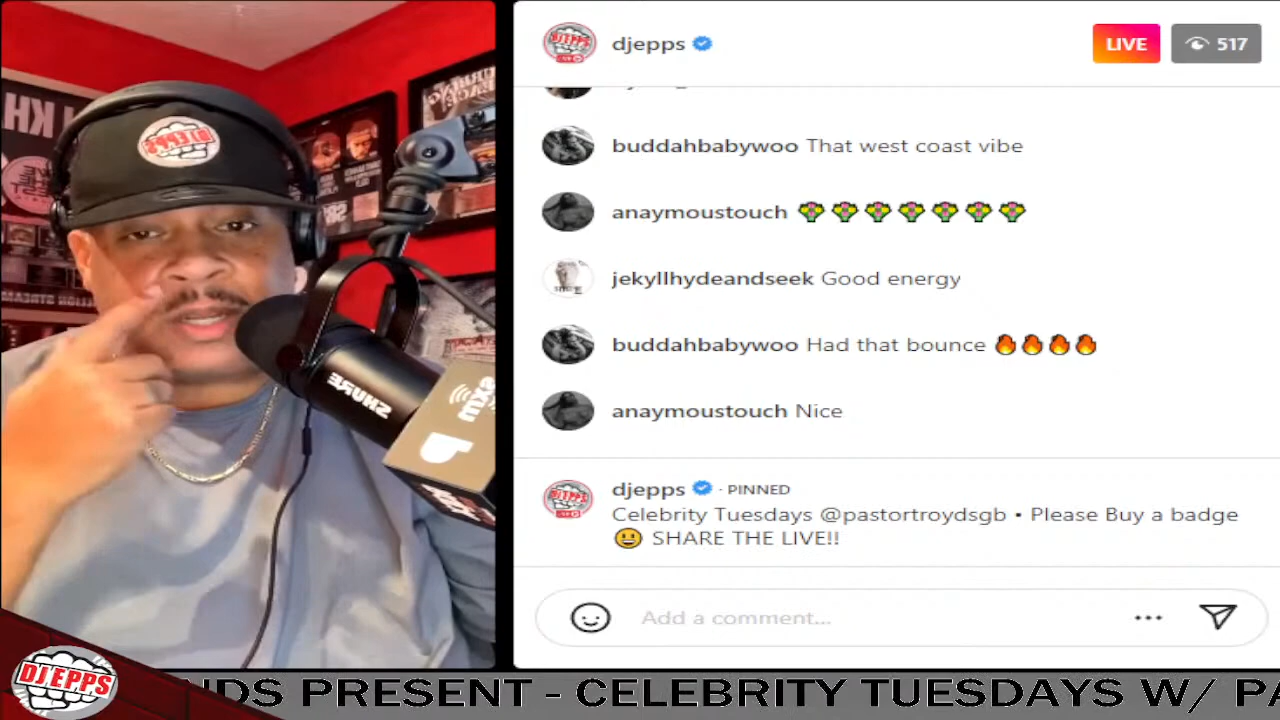 djepps
LIVE
517
buddahbabywoo That west coast vibe
anaymoustouch
jekyllhydeandseek Good energy
buddahbabywoo Had that bounce 🔥🔥🔥🔥
anaymoustouch Nice
djepps · PINNED
Celebrity Tuesdays @pastortroydsgb • Please Buy a badge
😀 SHARE THE LIVE!!
Add a comment...
DJ EPPS
SHURE
DJ EPPS
NDS PRESENT - CELEBRITY TUESDAYS W/ PA